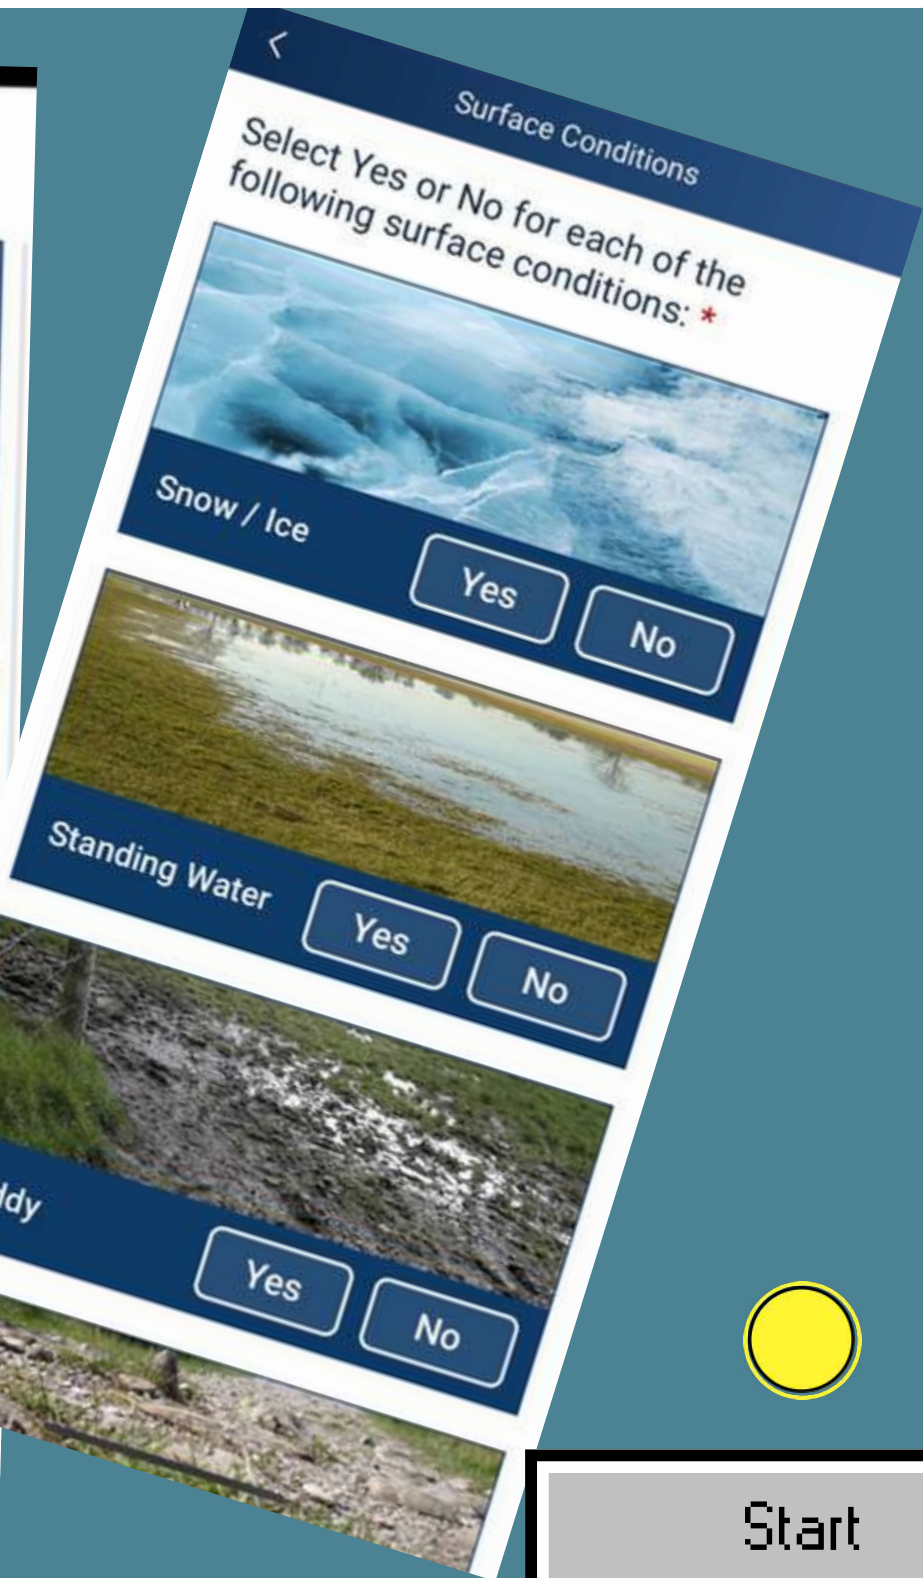 Surface Conditions
Select Yes or No for each of the
following surface conditions: *
Snow / Ice
Yes
No
Standing Water
Yes
No
ddy
Yes
No
Start